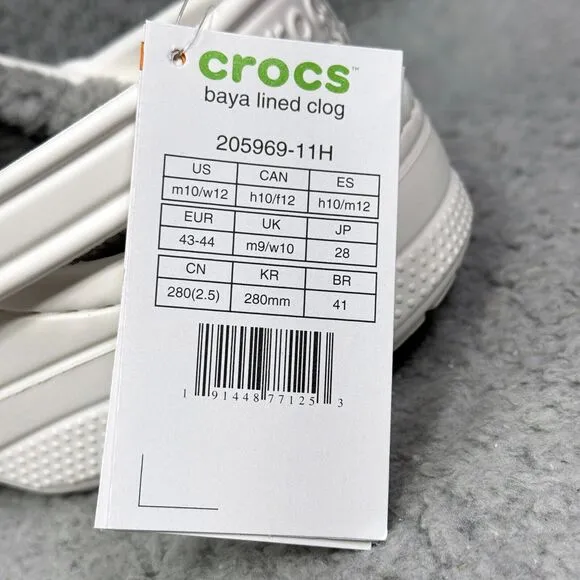 crocs™
baya lined clog
205969-11H
US CAN ES
m10/w12 h10/f12 h10/m12
EUR UK JP
43-44 m9/w10 28
CN KR BR
280(2.5) 280mm 41
1 91448 77125 3